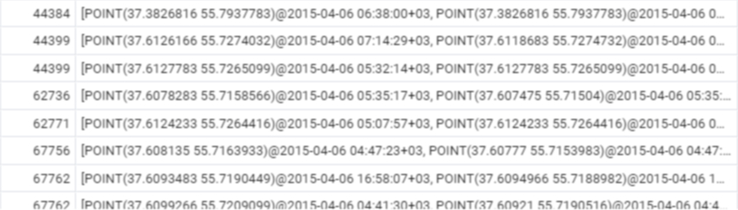 44384 [POINT(37.3826816 55.7937783)@2015-04-06 06:38:00+03, POINT(37.3826816 55.7937783)@2015-04-06 0...
44399 [POINT(37.6126166 55.7274032)@2015-04-06 07:14:29+03, POINT(37.6118683 55.7274732)@2015-04-06 0...
44399 [POINT(37.6127783 55.7265099)@2015-04-06 05:32:14+03, POINT(37.6127783 55.7265099)@2015-04-06 0...
62736 [POINT(37.6078283 55.7158566)@2015-04-06 05:35:17+03, POINT(37.607475 55.71504)@2015-04-06 05:35:...
62771 [POINT(37.6124233 55.7264416)@2015-04-06 05:07:57+03, POINT(37.6124233 55.7264416)@2015-04-06 0...
67756 [POINT(37.608135 55.7163933)@2015-04-06 04:47:23+03, POINT(37.60777 55.7153983)@2015-04-06 04:47:...
67762 [POINT(37.6093483 55.7190449)@2015-04-06 16:58:07+03, POINT(37.6094966 55.7188982)@2015-04-06 1...
67762 [POINT(37.6099266 55.7209099)@2015-04-06 04:41:30+03, POINT(37.60921 55.7190516)@2015-04-06 04:4...